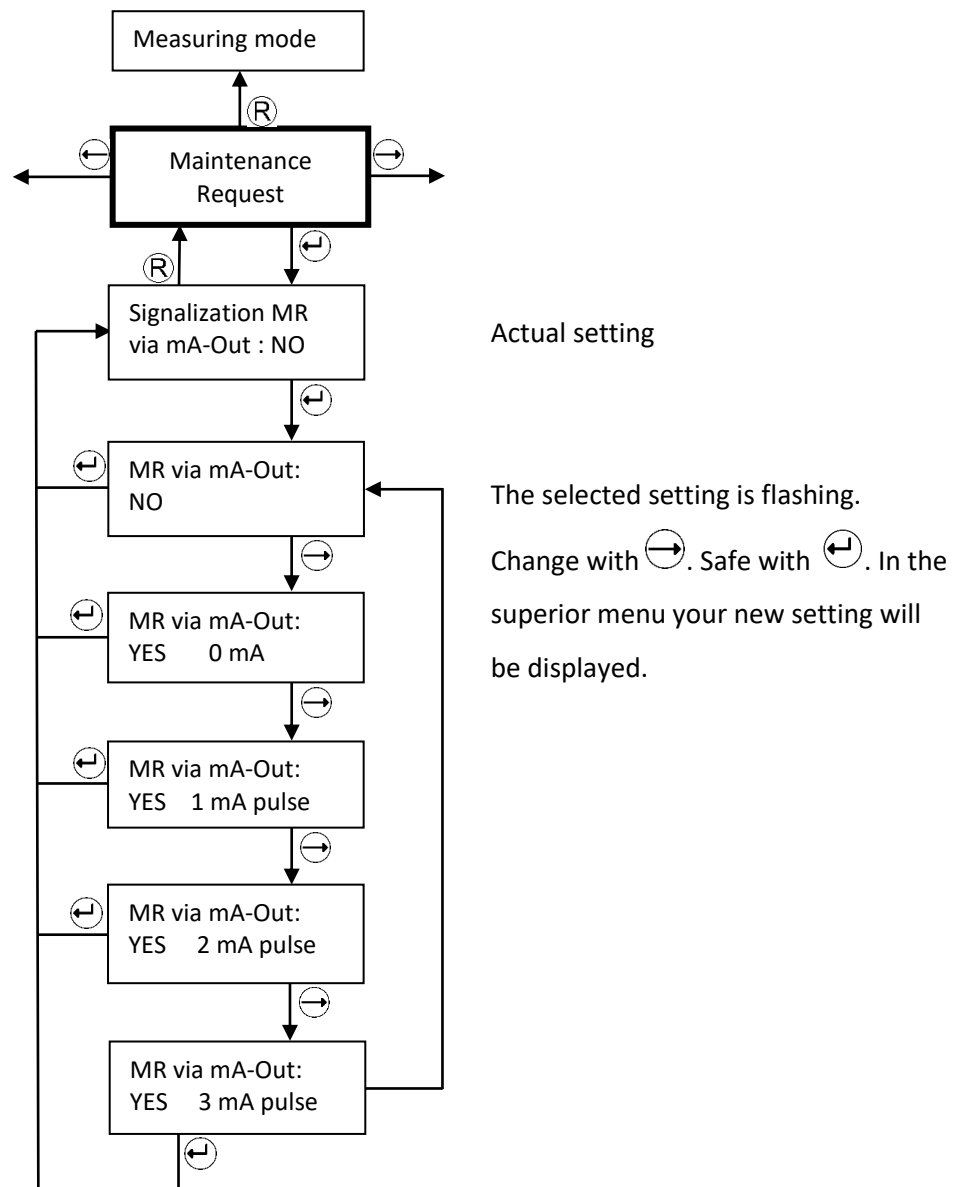 Measuring mode
R
Maintenance
Request
R
Signalization MR
via mA-Out : NO
Actual setting
MR via mA-Out:
NO
The selected setting is flashing.
Change with →. Safe with ↵. In the
superior menu your new setting will
be displayed.
MR via mA-Out:
YES 0 mA
MR via mA-Out:
YES 1 mA pulse
MR via mA-Out:
YES 2 mA pulse
MR via mA-Out:
YES 3 mA pulse